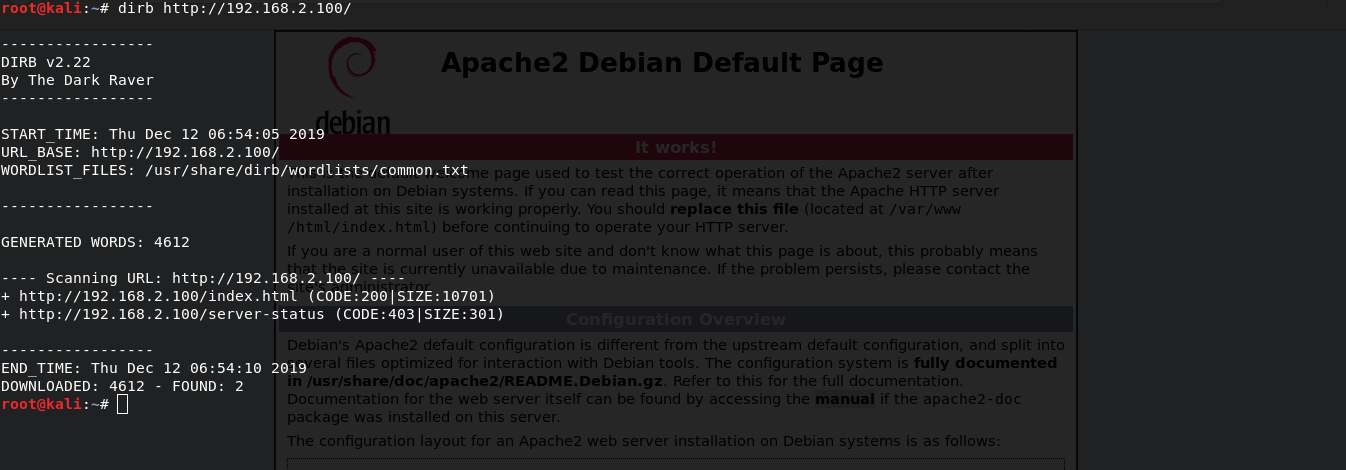 root@kali:~# dirb http://192.168.2.100/
-----------------
DIRB v2.22
By The Dark Raver
-----------------
START_TIME: Thu Dec 12 06:54:05 2019
URL_BASE: http://192.168.2.100/
WORDLIST_FILES: /usr/share/dirb/wordlists/common.txt
-----------------
GENERATED WORDS: 4612
---- Scanning URL: http://192.168.2.100/ ----
+ http://192.168.2.100/index.html (CODE:200|SIZE:10701)
+ http://192.168.2.100/server-status (CODE:403|SIZE:301)
-----------------
END_TIME: Thu Dec 12 06:54:10 2019
DOWNLOADED: 4612 - FOUND: 2
root@kali:~#
debian
Apache2 Debian Default Page
It works!
page used to test the correct operation of the Apache2 server after
installation on Debian systems. If you can read this page, it means that the Apache HTTP server
installed at this site is working properly. You should replace this file (located at /var/www
/html/index.html) before continuing to operate your HTTP server.
If you are a normal user of this web site and don't know what this page is about, this probably means
that the site is currently unavailable due to maintenance. If the problem persists, please contact the
site's administrator.
Configuration Overview
Debian's Apache2 default configuration is different from the upstream default configuration, and split into
several files optimized for interaction with Debian tools. The configuration system is fully documented
in /usr/share/doc/apache2/README.Debian.gz. Refer to this for the full documentation.
Documentation for the web server itself can be found by accessing the manual if the apache2-doc
package was installed on this server.
The configuration layout for an Apache2 web server installation on Debian systems is as follows: